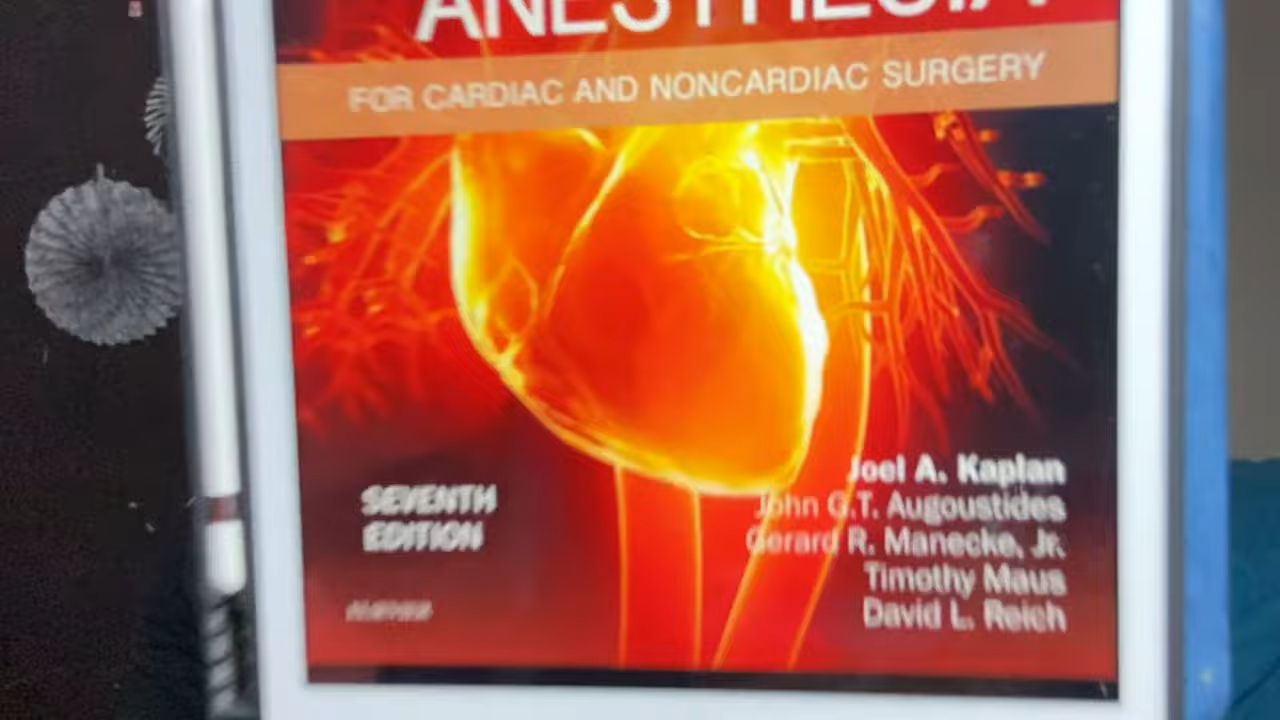 ANESTHESIA
FOR CARDIAC AND NONCARDIAC SURGERY
Joel A. Kaplan
John G.T. Augoustides
Gerard R. Manecke, Jr.
Timothy Maus
David L. Reich
SEVENTH
EDITION
ELSEVIER